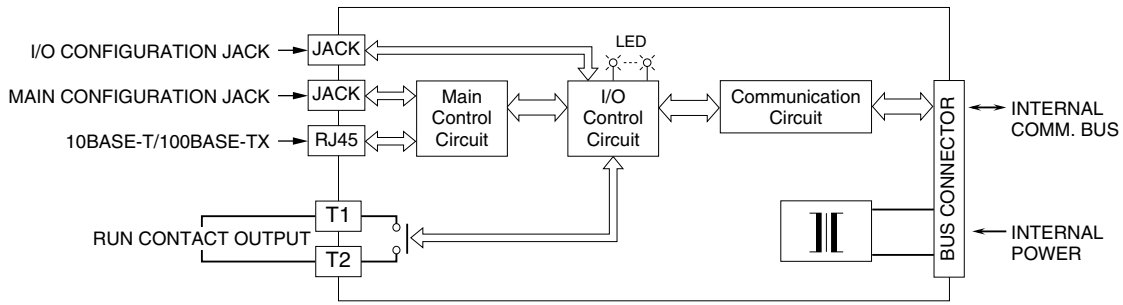 I/O CONFIGURATION JACK
JACK
MAIN CONFIGURATION JACK
JACK
10BASE-T/100BASE-TX
RJ45
Main
Control
Circuit
LED
I/O
Control
Circuit
Communication
Circuit
BUS CONNECTOR
INTERNAL
COMM. BUS
T1
RUN CONTACT OUTPUT
T2
INTERNAL
POWER